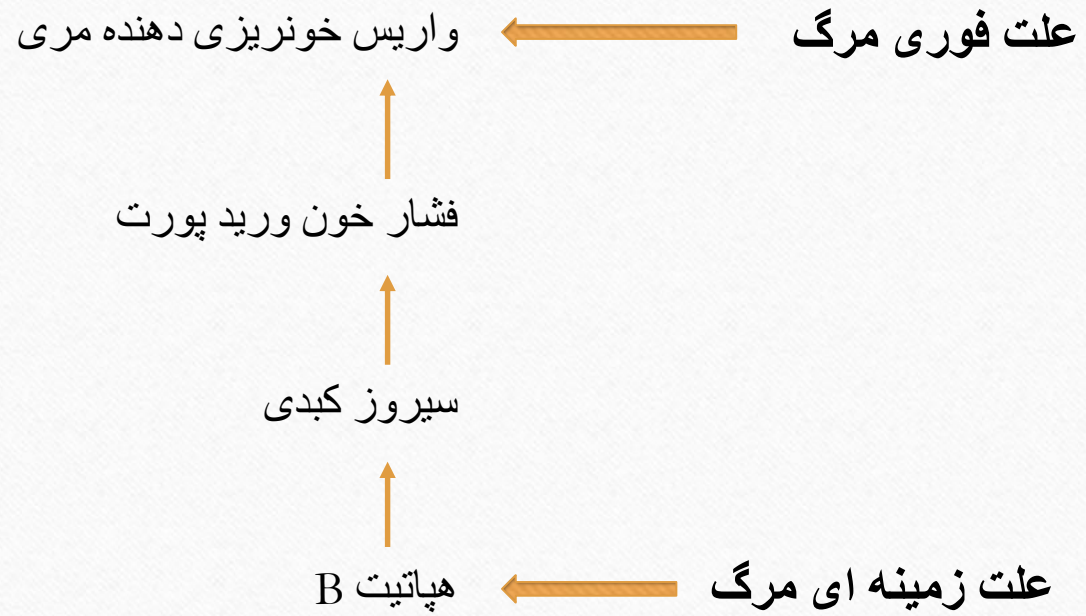 علت فوری مرگ
واریس خونریزی دهنده مری
فشار خون ورید پورت
سیروز کبدی
علت زمینه ای مرگ
هپاتیت B